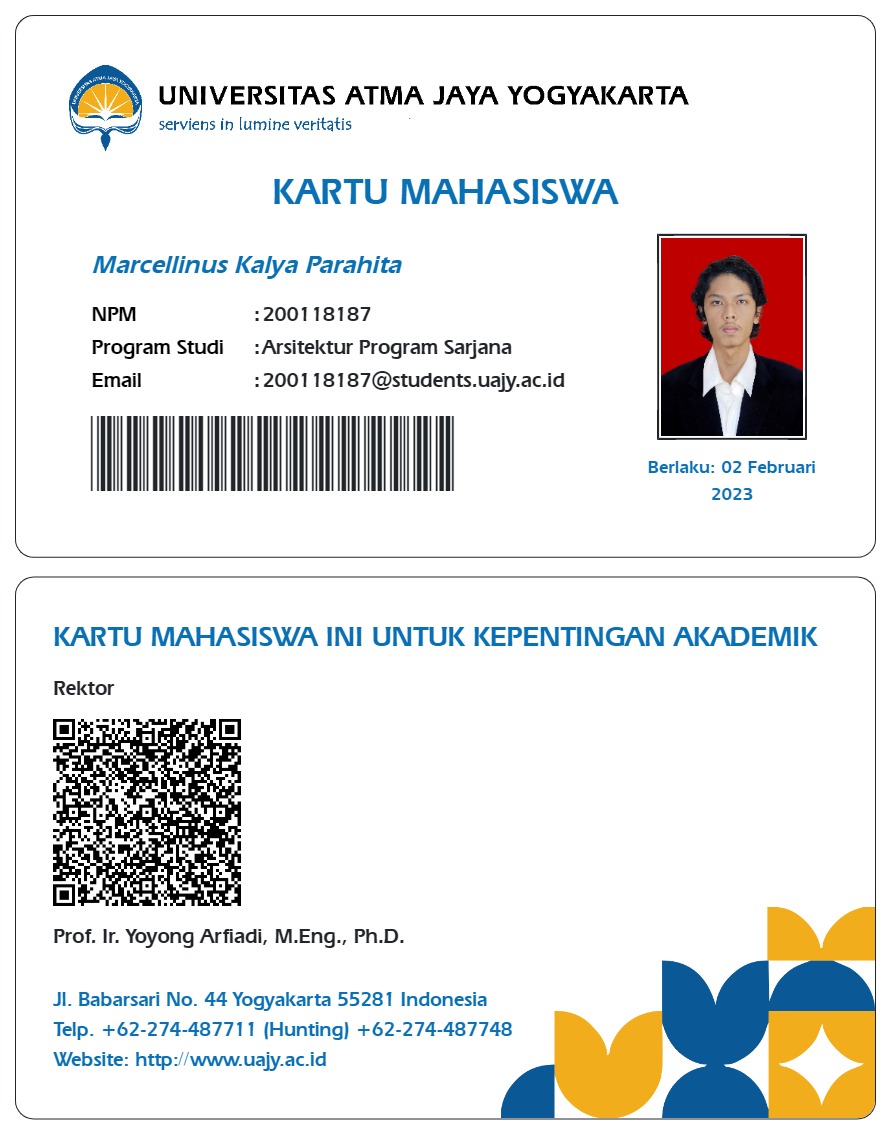 UNIVERSITAS ATMA JAYA YOGYAKARTA
serviens in lumine veritatis
KARTU MAHASISWA
Marcellinus Kalya Parahita
NPM : 200118187
Program Studi : Arsitektur Program Sarjana
Email : 200118187@students.uajy.ac.id
Berlaku: 02 Februari
2023
KARTU MAHASISWA INI UNTUK KEPENTINGAN AKADEMIK
Rektor
Prof. Ir. Yoyong Arfiadi, M.Eng., Ph.D.
Jl. Babarsari No. 44 Yogyakarta 55281 Indonesia
Telp. +62-274-487711 (Hunting) +62-274-487748
Website: http://www.uajy.ac.id